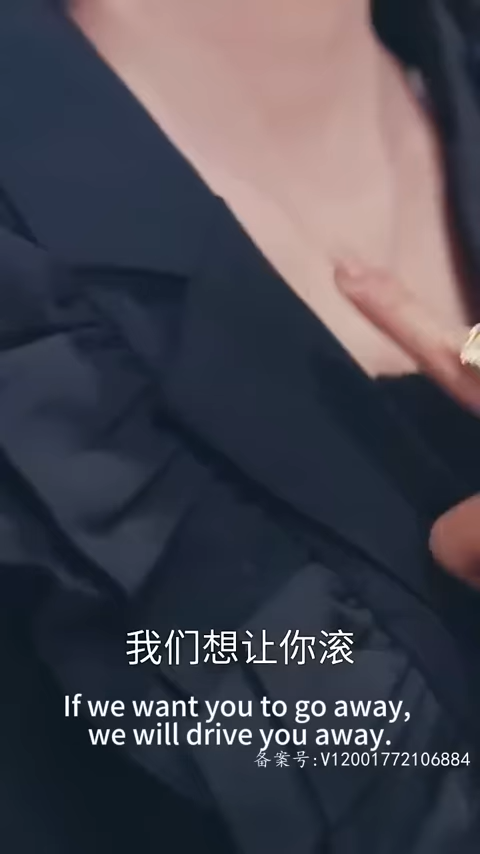 我们想让你滚
If we want you to go away,
we will drive you away.
备案号:V12001772106884